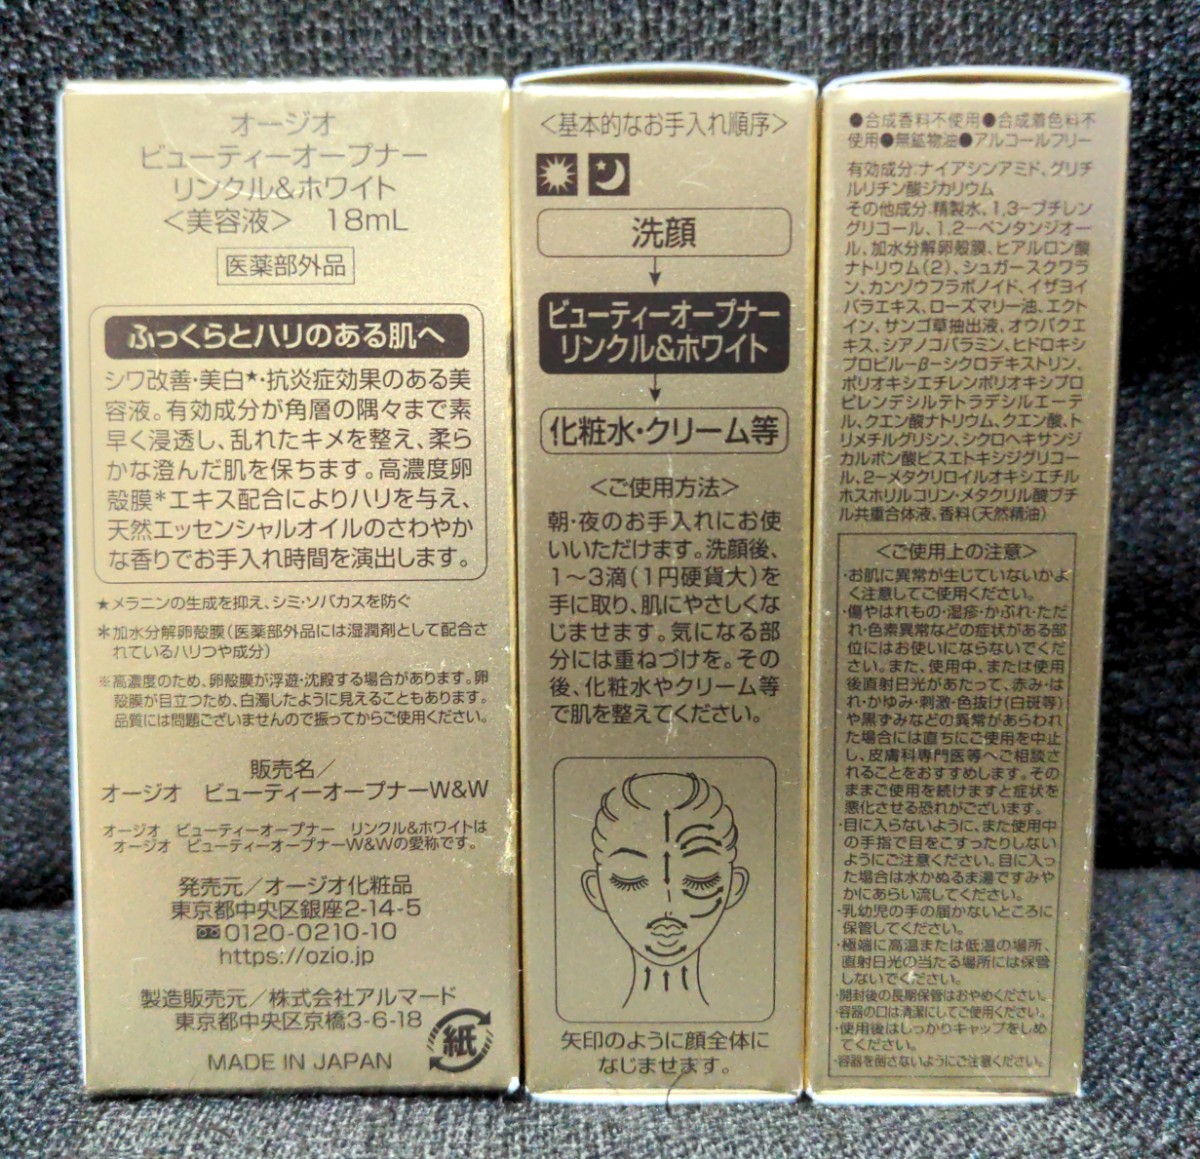 オージオ
ビューティーオープナー
リンクル&ホワイト
<美容液> 18mL
医薬部外品
ふっくらとハリのある肌へ
シワ改善・美白★・抗炎症効果のある美
容液。有効成分が角層の隅々まで素
早く浸透し、乱れたキメを整え、柔ら
かな澄んだ肌を保ちます。高濃度卵
殻膜*エキス配合によりハリを与え、
天然エッセンシャルオイルのさわやか
な香りでお手入れ時間を演出します。
★メラニンの生成を抑え、シミ・ソバカスを防ぐ
*加水分解卵殻膜(医薬部外品には湿潤剤として配合さ
れているハリつや成分)
※高濃度のため、卵殻膜が浮遊・沈殿する場合があります。卵
殻膜が目立つため、白濁したように見えることもあります。
品質には問題ございませんので振ってからご使用ください。
販売名/
オージオ ビューティーオープナーW&W
オージオ ビューティーオープナー リンクル&ホワイトは
オージオ ビューティーオープナーW&Wの愛称です。
発売元/オージオ化粧品
東京都中央区銀座2-14-5
0120-0210-10
https://ozio.jp
製造販売元/株式会社アルマード
東京都中央区京橋3-6-18
MADE IN JAPAN
紙
<基本的なお手入れ順序>
洗顔
ビューティーオープナー
リンクル&ホワイト
化粧水・クリーム等
<ご使用方法>
朝・夜のお手入れにお使
いいただけます。洗顔後、
1〜3滴(1円硬貨大)を
手に取り、肌にやさしくな
じませます。気になる部
分には重ねづけを。その
後、化粧水やクリーム等
で肌を整えてください。
矢印のように顔全体に
なじませます。
●合成香料不使用●合成着色料不
使用●無鉱物油●アルコールフリー
有効成分:ナイアシンアミド、グリチ
ルリチン酸ジカリウム
その他成分:精製水、1,3-ブチレン
グリコール、1,2-ペンタンジオー
ル、加水分解卵殻膜、ヒアルロン酸
ナトリウム(2)、シュガースクワラ
ン、カンゾウフラボノイド、イザヨイ
バラエキス、ローズマリー油、エクト
イン、サンゴ草抽出液、オウバクエ
キス、シアノコバラミン、ヒドロキシ
プロピル-β-シクロデキストリン、
ポリオキシエチレンポリオキシプロ
ピレンデシルテトラデシルエーテ
ル、クエン酸ナトリウム、クエン酸、ト
リメチルグリシン、シクロヘキサンジ
カルボン酸ビスエトキシジグリコー
ル、2-メタクリロイルオキシエチル
ホスホリルコリン・メタクリル酸ブチ
ル共重合体液、香料(天然精油)
<ご使用上の注意>
・お肌に異常が生じていないかよ
く注意してご使用ください。
・傷やはれもの・湿疹・かぶれ・ただ
れ・色素異常などの症状がある部
位にはお使いにならないでくだ
さい。また、使用中、または使用
後直射日光があたって、赤み・は
れ・かゆみ・刺激・色抜け(白斑等)
や黒ずみなどの異常があらわれ
た場合には直ちにご使用を中止
し、皮膚科専門医等へご相談さ
れることをおすすめします。その
ままご使用を続けますと症状を
悪化させる恐れがございます。
・目に入らないように、また使用中
の手指で目をこすったりしない
ようにご注意ください。目に入っ
た場合は水かぬるま湯ですみや
かにあらい流してください。
・乳幼児の手の届かないところに
保管してください。
・極端に高温または低温の場所、
直射日光の当たる場所には保管
しないでください。
・開封後の長期保管はおやめください。
・容器の口は清潔にしてご使用ください。
・使用後はしっかりキャップをしめ
てください。
・容器を倒さないようにご注意ください。